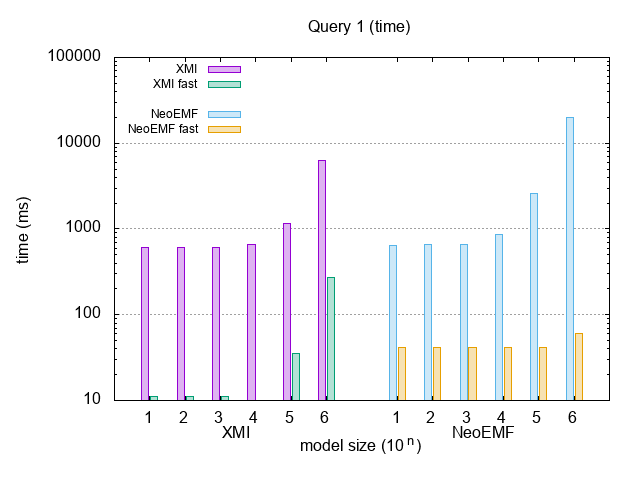 Query 1 (time)
100000
10000
1000
100
10
time (ms)
XMI
XMI fast
NeoEMF
NeoEMF fast
1 2 3 4 5 6 1 2 3 4 5 6
XMI NeoEMF
model size (10 n)